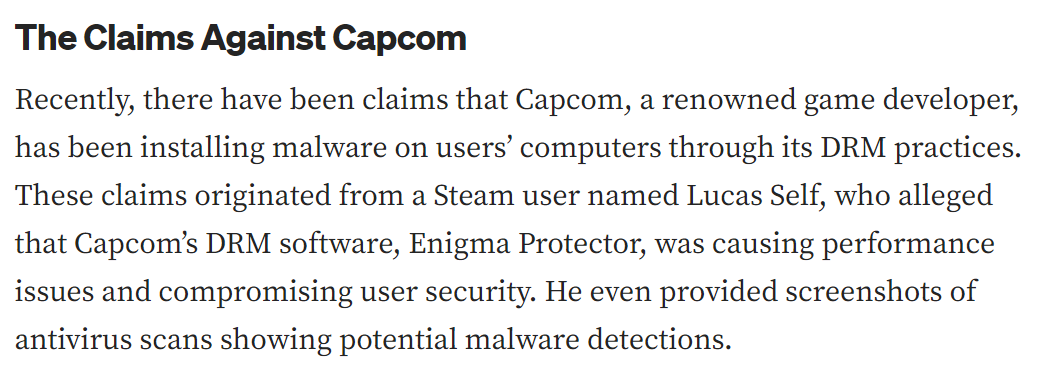 The Claims Against Capcom
Recently, there have been claims that Capcom, a renowned game developer,
has been installing malware on users’ computers through its DRM practices.
These claims originated from a Steam user named Lucas Self, who alleged
that Capcom’s DRM software, Enigma Protector, was causing performance
issues and compromising user security. He even provided screenshots of
antivirus scans showing potential malware detections.